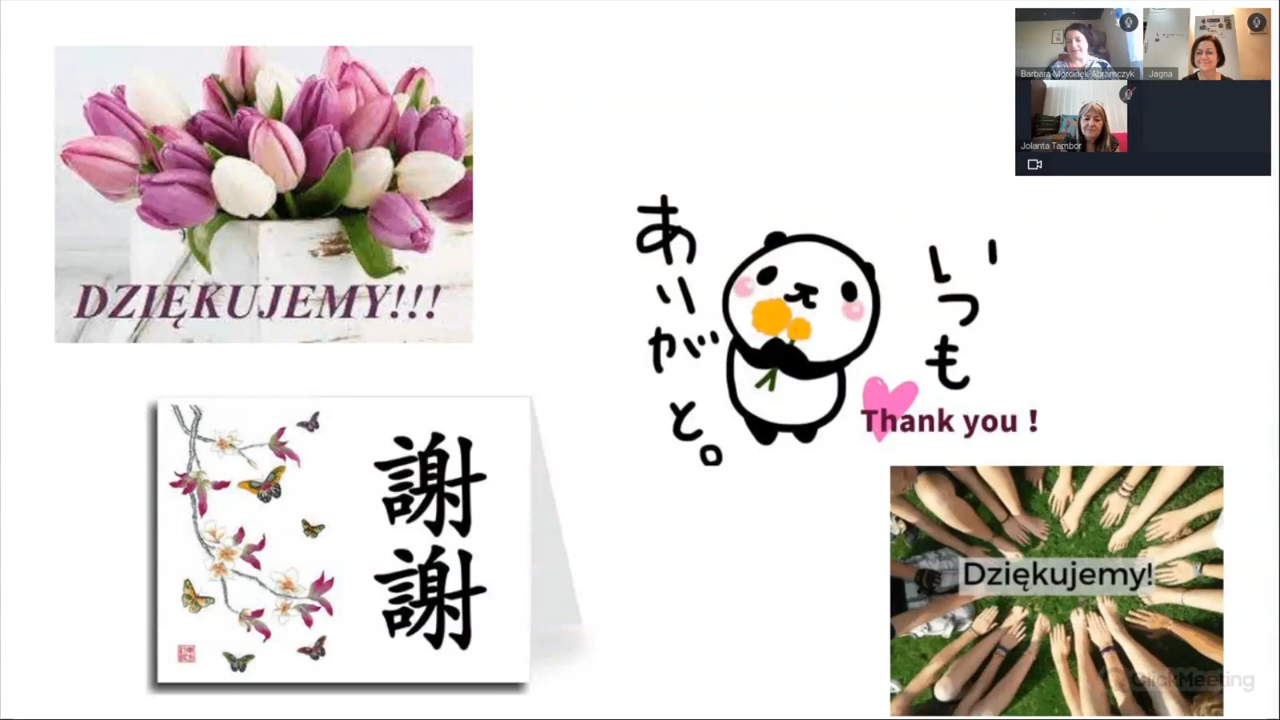 DZIĘKUJEMY!!!
Barbara Morcinek Abramczyk
Jagna
Jolanta Tambor
いつも
ありがと。
Thank you !
謝謝
Dziękujemy!
ClickMeeting